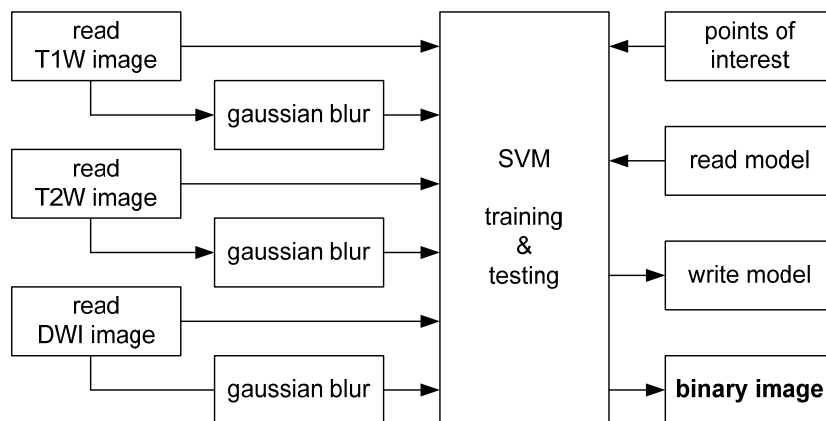 read
T1W image
gaussian blur
read
T2W image
gaussian blur
read
DWI image
gaussian blur
SVM
training
&
testing
points of
interest
read model
write model
binary image